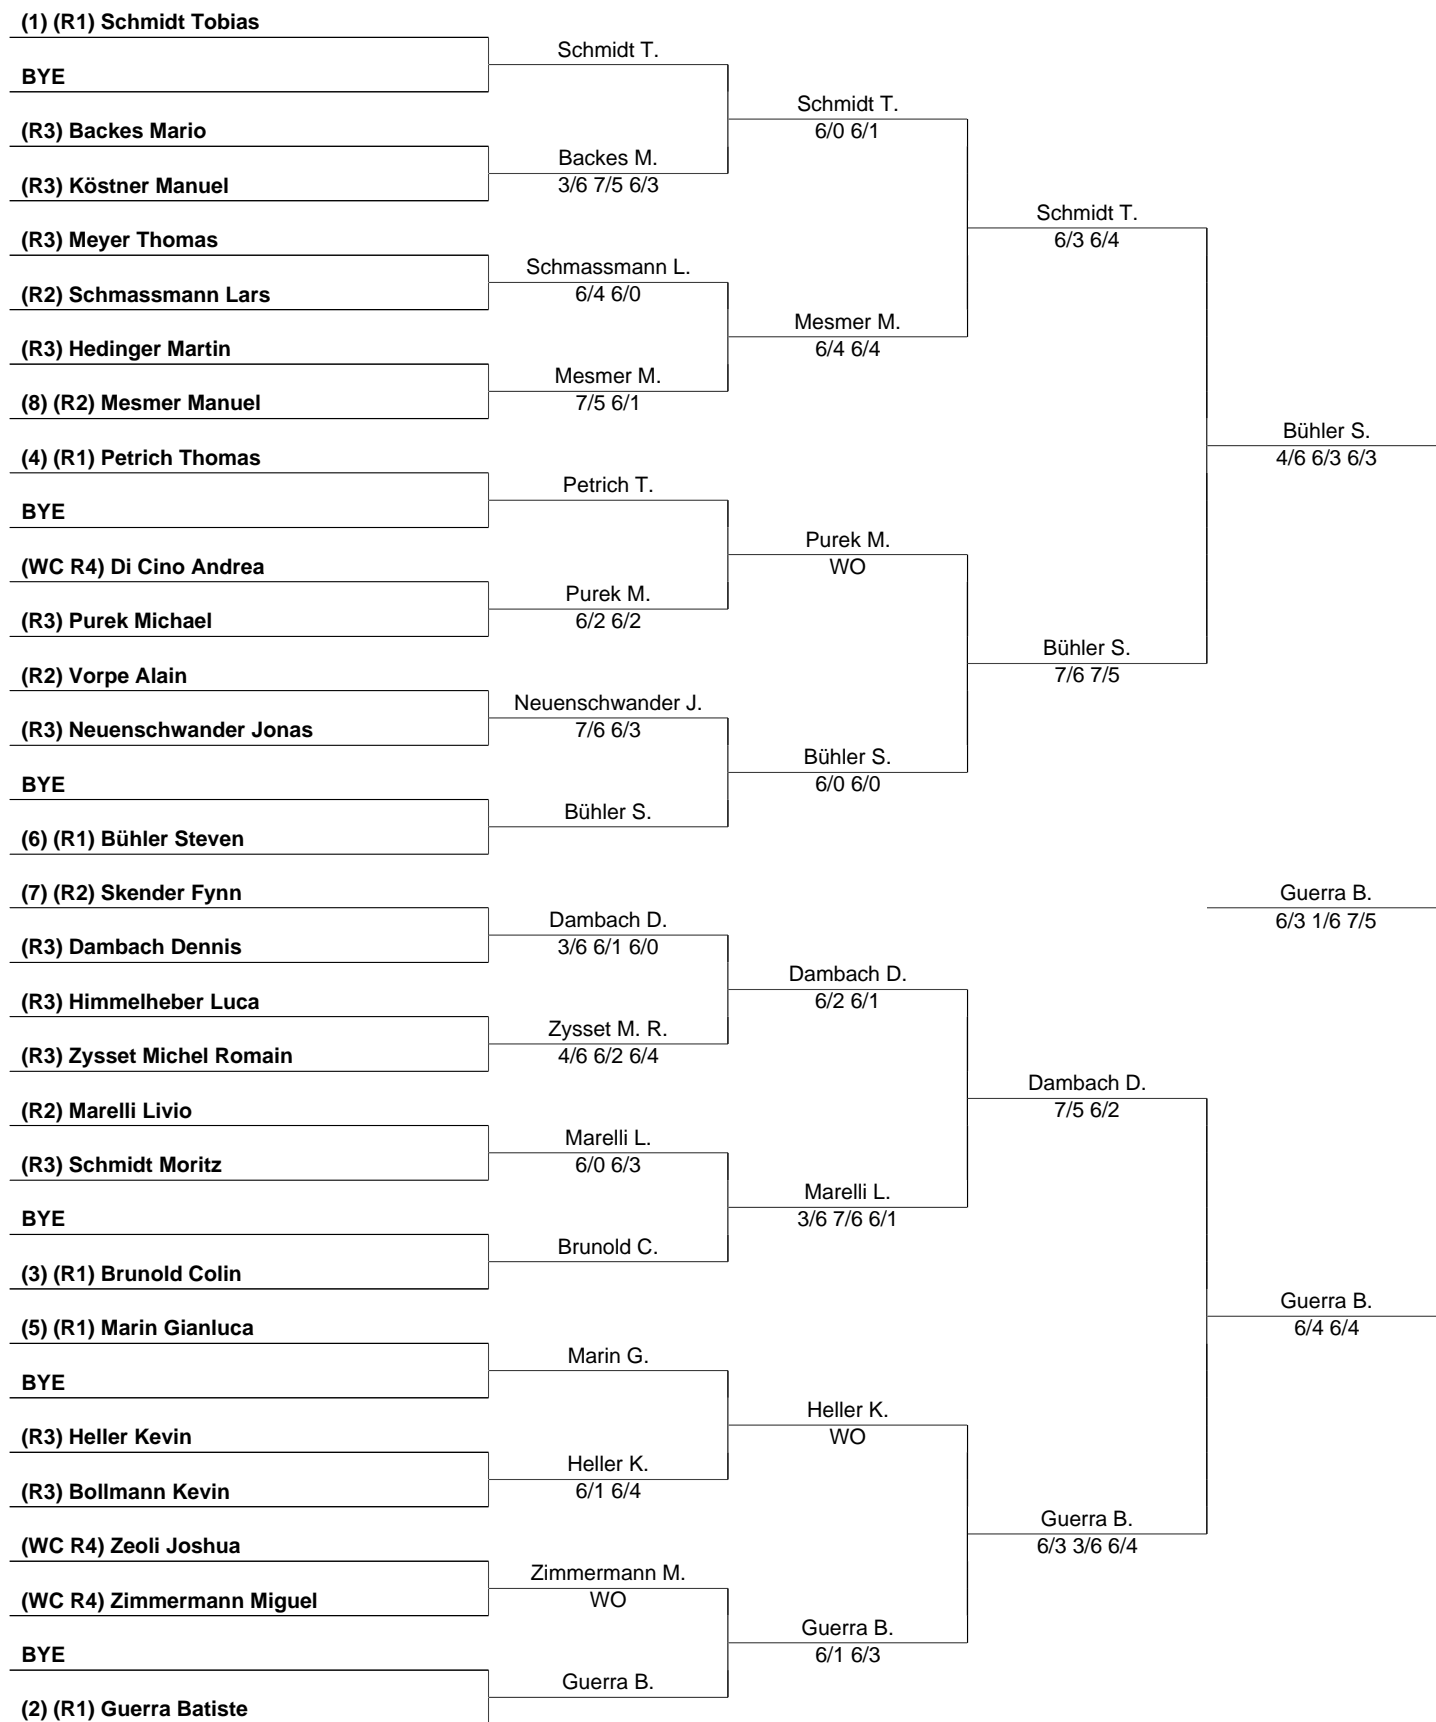 (1) (R1) Schmidt Tobias
Schmidt T.
BYE
Schmidt T.
6/0 6/1
(R3) Backes Mario
Backes M.
3/6 7/5 6/3
(R3) Köstner Manuel
Schmidt T.
6/3 6/4
(R3) Meyer Thomas
Schmassmann L.
6/4 6/0
(R2) Schmassmann Lars
Mesmer M.
6/4 6/4
(R3) Hedinger Martin
Mesmer M.
7/5 6/1
(8) (R2) Mesmer Manuel
Bühler S.
4/6 6/3 6/3
(4) (R1) Petrich Thomas
Petrich T.
BYE
Purek M.
WO
(WC R4) Di Cino Andrea
Purek M.
6/2 6/2
(R3) Purek Michael
Bühler S.
7/6 7/5
(R2) Vorpe Alain
Neuenschwander J.
7/6 6/3
(R3) Neuenschwander Jonas
Bühler S.
6/0 6/0
BYE
Bühler S.
(6) (R1) Bühler Steven
(7) (R2) Skender Fynn
Guerra B.
6/3 1/6 7/5
Dambach D.
3/6 6/1 6/0
(R3) Dambach Dennis
Dambach D.
6/2 6/1
(R3) Himmelheber Luca
Zysset M. R.
4/6 6/2 6/4
(R3) Zysset Michel Romain
Dambach D.
7/5 6/2
(R2) Marelli Livio
Marelli L.
6/0 6/3
(R3) Schmidt Moritz
Marelli L.
3/6 7/6 6/1
BYE
Brunold C.
(3) (R1) Brunold Colin
Guerra B.
6/4 6/4
(5) (R1) Marin Gianluca
Marin G.
BYE
Heller K.
WO
(R3) Heller Kevin
Heller K.
6/1 6/4
(R3) Bollmann Kevin
Guerra B.
6/3 3/6 6/4
(WC R4) Zeoli Joshua
Zimmermann M.
WO
(WC R4) Zimmermann Miguel
Guerra B.
6/1 6/3
BYE
Guerra B.
(2) (R1) Guerra Batiste